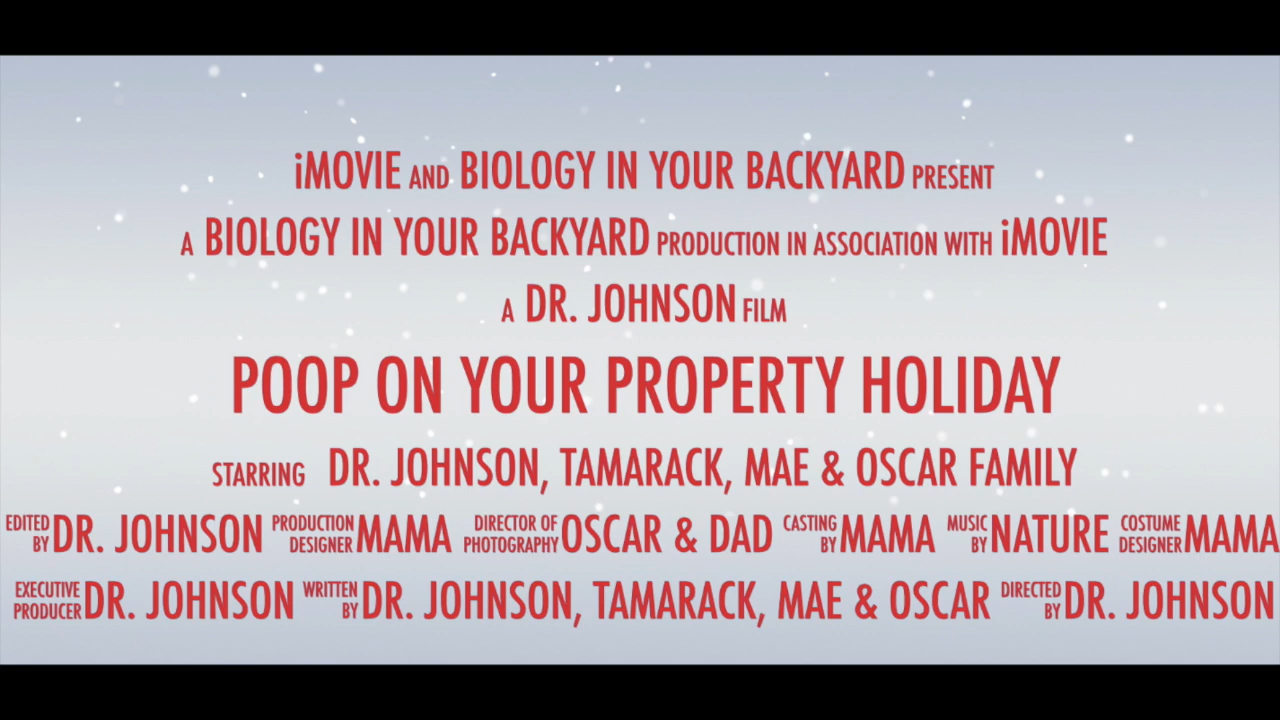 iMOVIE AND BIOLOGY IN YOUR BACKYARD PRESENT
A BIOLOGY IN YOUR BACKYARD PRODUCTION IN ASSOCIATION WITH iMOVIE
A DR. JOHNSON FILM
POOP ON YOUR PROPERTY HOLIDAY
STARRING DR. JOHNSON, TAMARACK, MAE & OSCAR FAMILY
EDITED BY DR. JOHNSON PRODUCTION DESIGNER MAMA DIRECTOR OF PHOTOGRAPHY OSCAR & DAD CASTING BY MAMA MUSIC BY NATURE COSTUME DESIGNER MAMA
EXECUTIVE PRODUCER DR. JOHNSON WRITTEN BY DR. JOHNSON, TAMARACK, MAE & OSCAR DIRECTED BY DR. JOHNSON